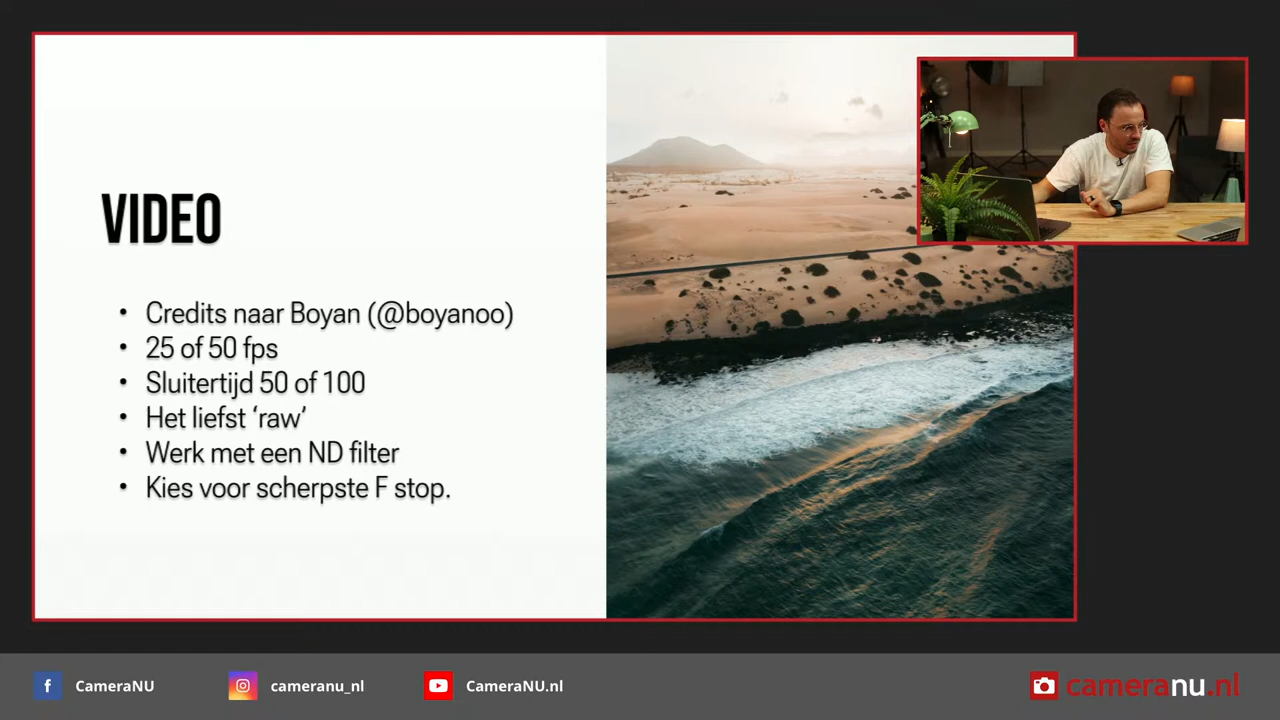 VIDEO
• Credits naar Boyan (@boyanoo)
• 25 of 50 fps
• Sluitertijd 50 of 100
• Het liefst ‘raw’
• Werk met een ND filter
• Kies voor scherpste F stop.
CameraNU
cameranu_nl
CameraNU.nl
cameranu.nl